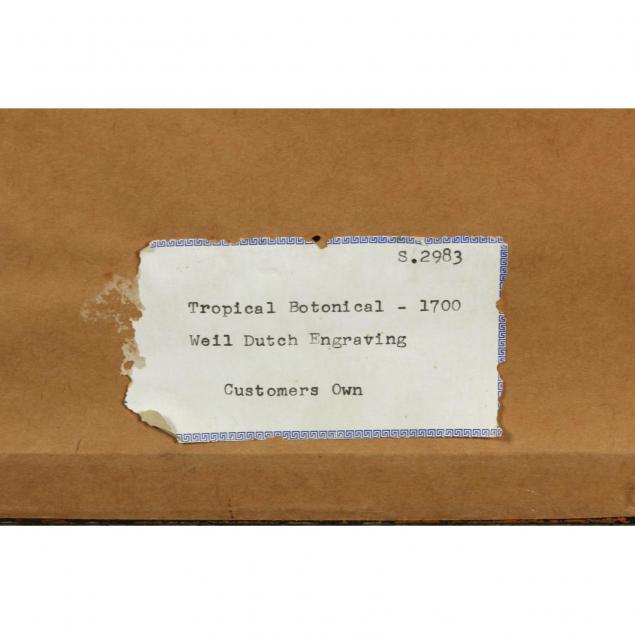 S.2983
Tropical Botonical - 1700
Weil Dutch Engraving
Customers Own